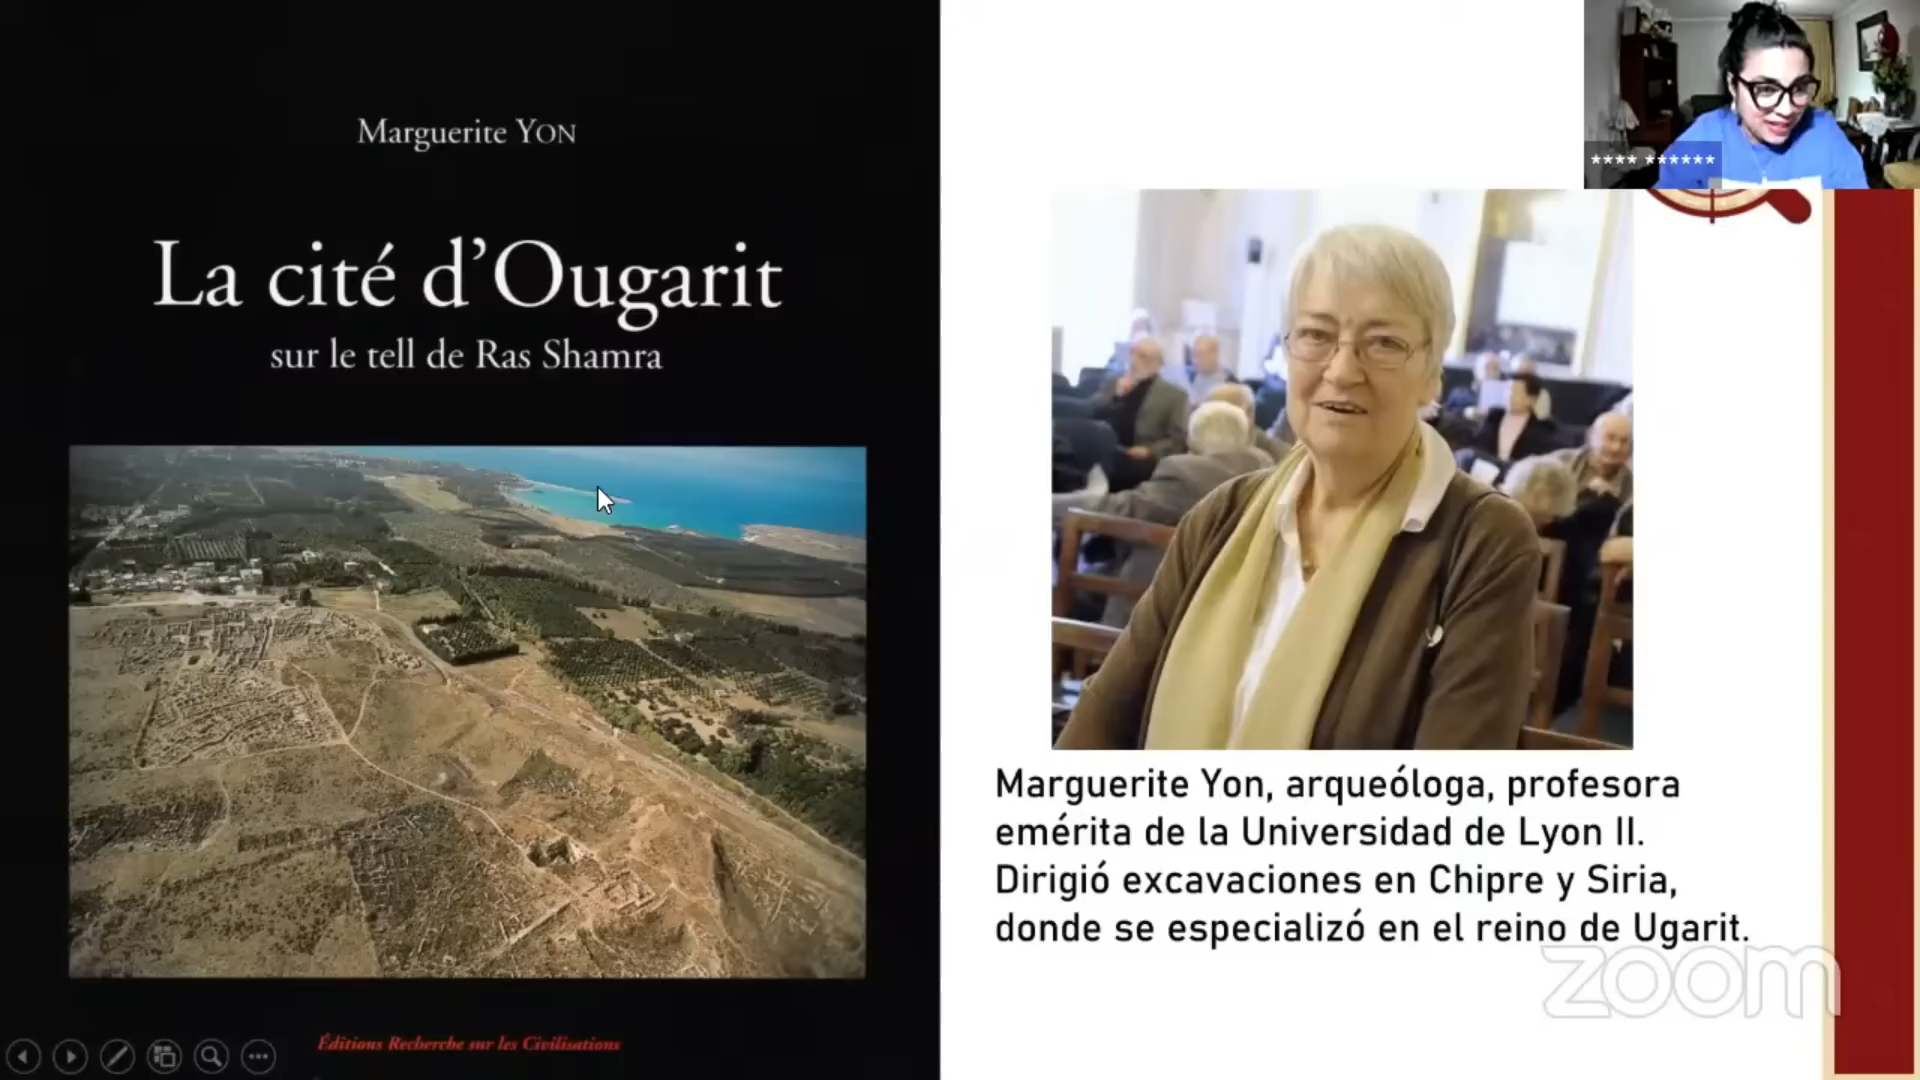 Marguerite YON
La cité d'Ougarit
sur le tell de Ras Shamra
Éditions Recherche sur les Civilisations
**** ******
Marguerite Yon, arqueóloga, profesora
emérita de la Universidad de Lyon II.
Dirigió excavaciones en Chipre y Siria,
donde se especializó en el reino de Ugarit.
zoom